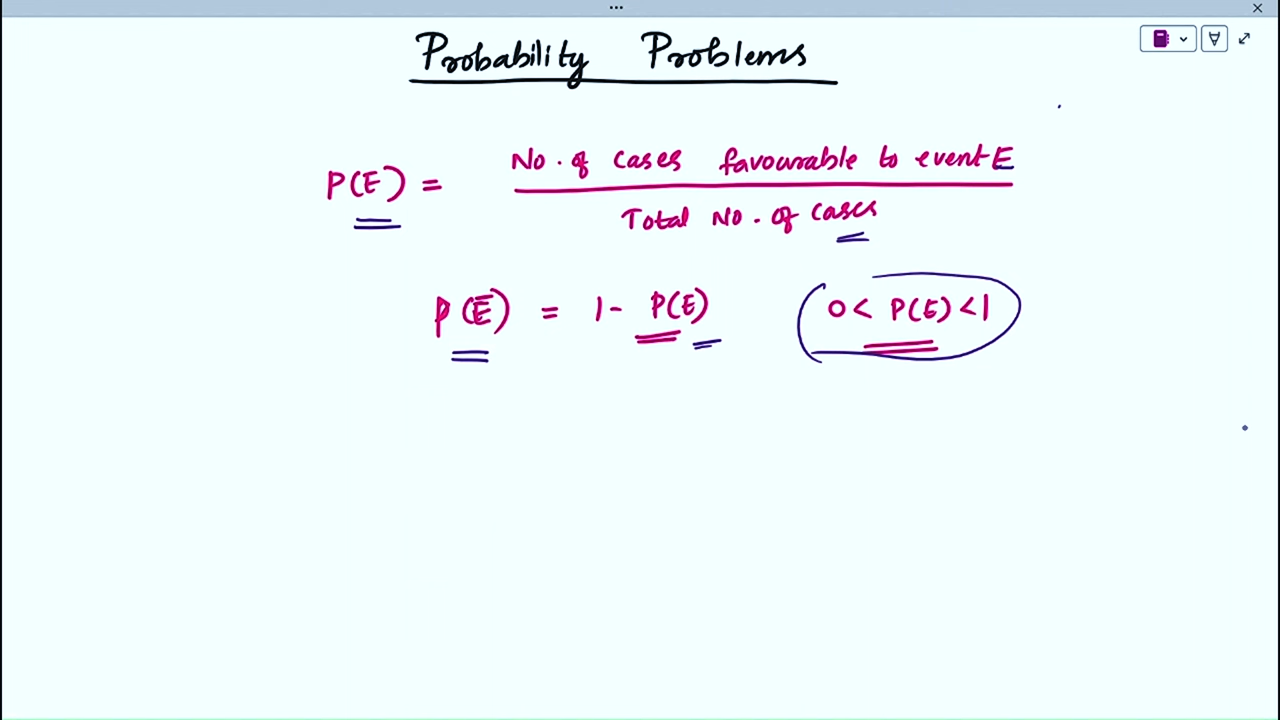 Probability Problems
P(E) = No. of cases favourable to event E
Total No. of cases
P(Ē) = 1 - P(E) 0 < P(E) < 1